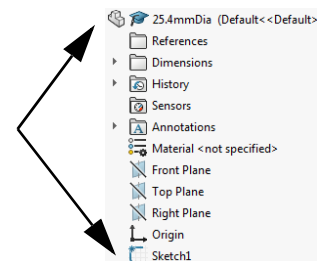 25.4mmDia (Default<<Default>
References
Dimensions
History
Sensors
A Annotations
Material <not specified>
Front Plane
Top Plane
Right Plane
Origin
Sketch1